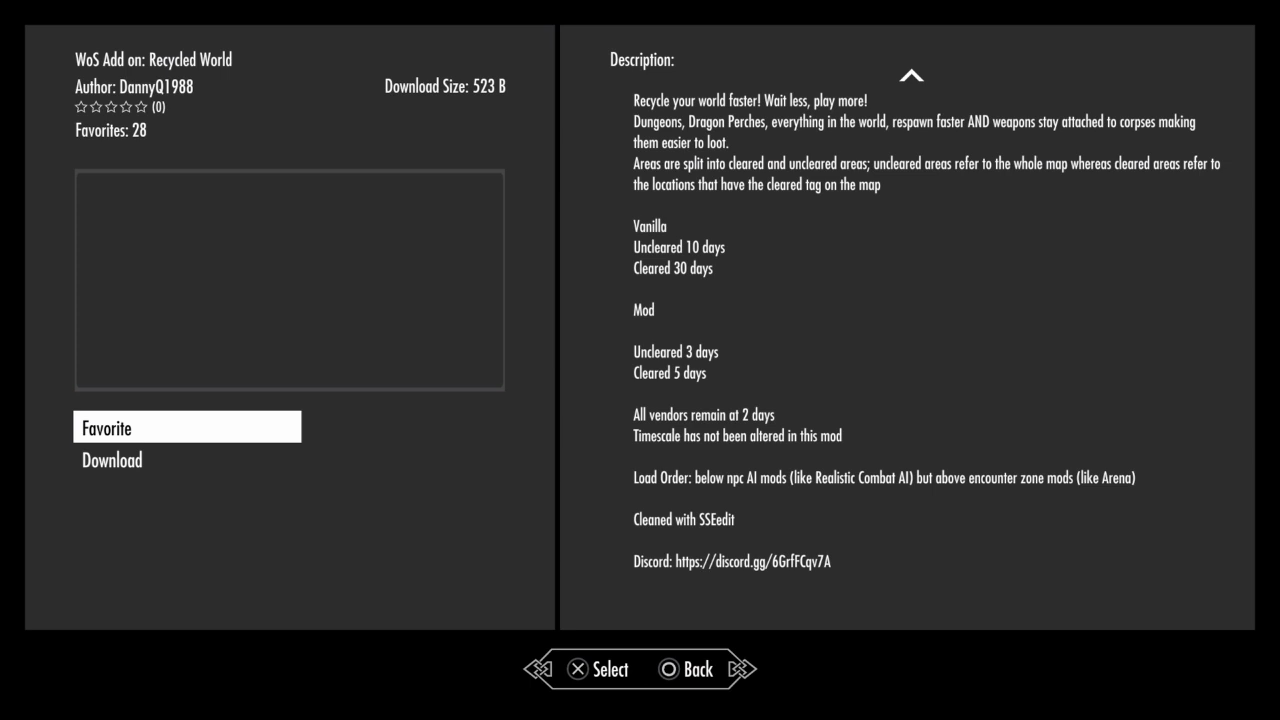 WoS Add on: Recycled World
Author: DannyQ1988
Download Size: 523 B
(0)
Favorites: 28
Favorite
Download
Description:
Recycle your world faster! Wait less, play more!
Dungeons, Dragon Perches, everything in the world, respawn faster AND weapons stay attached to corpses making
them easier to loot.
Areas are split into cleared and uncleared areas; uncleared areas refer to the whole map whereas cleared areas refer to
the locations that have the cleared tag on the map
Vanilla
Uncleared 10 days
Cleared 30 days
Mod
Uncleared 3 days
Cleared 5 days
All vendors remain at 2 days
Timescale has not been altered in this mod
Load Order: below npc AI mods (like Realistic Combat AI) but above encounter zone mods (like Arena)
Cleaned with SSEedit
Discord: https://discord.gg/6GrfFCqv7A
Select
Back